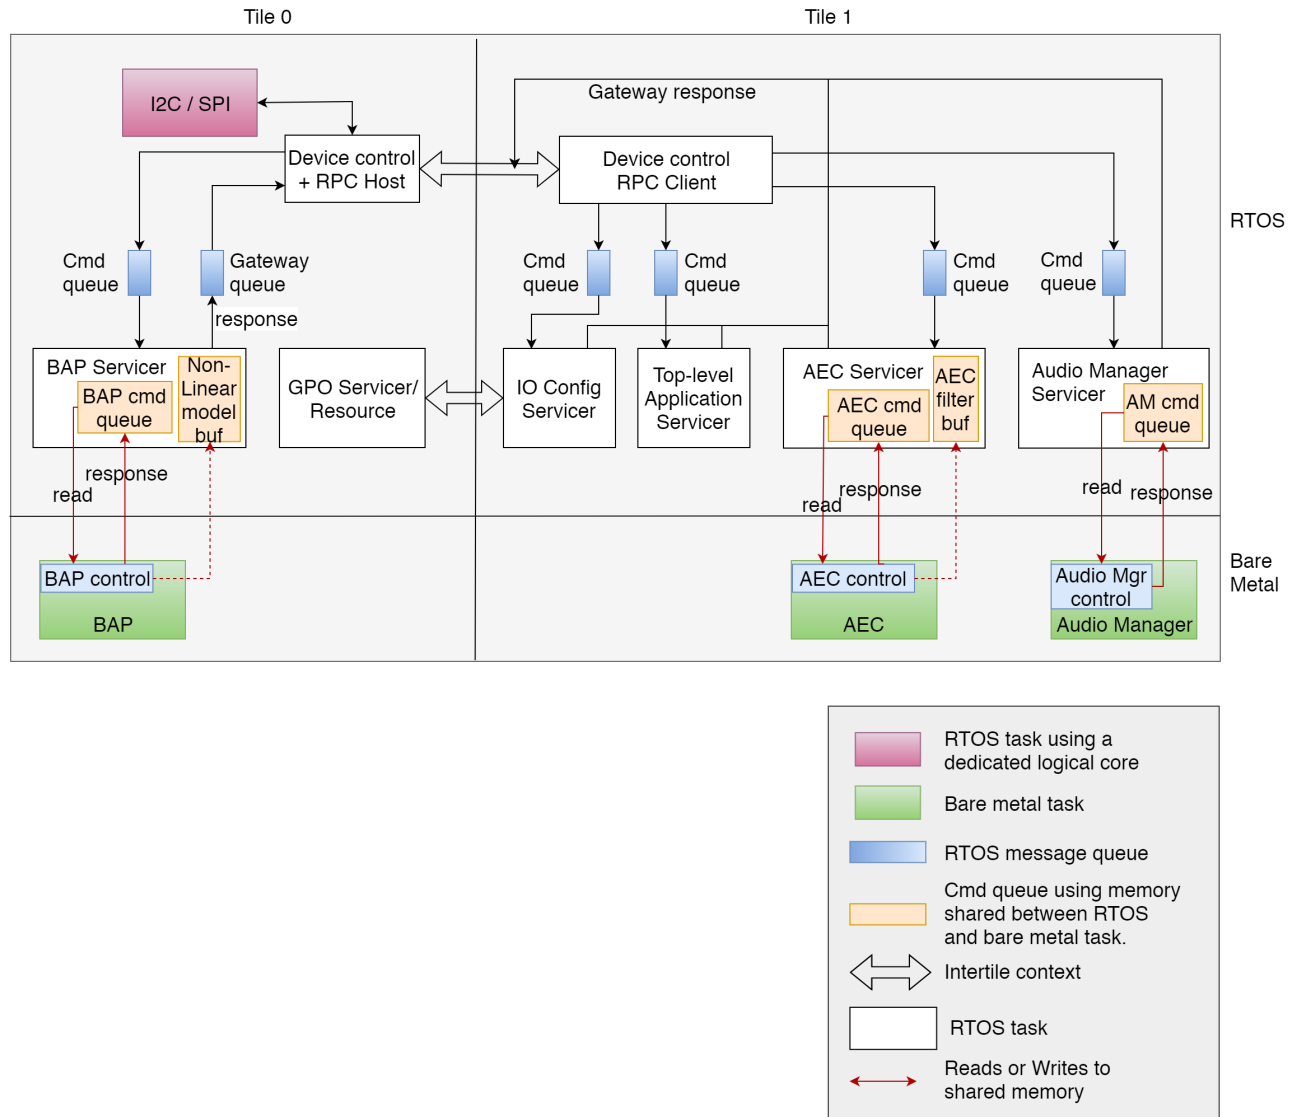 Tile 0
Tile 1
I2C / SPI
Gateway response
Device control
+ RPC Host
Device control
RPC Client
RTOS
Cmd
queue
Gateway
queue
Cmd
queue
Cmd
queue
Cmd
queue
Cmd
queue
response
BAP Servicer
BAP cmd
queue
Non-
Linear
model
buf
GPO Servicer/
Resource
IO Config
Servicer
Top-level
Application
Servicer
AEC Servicer
AEC cmd
queue
AEC
filter
buf
Audio Manager
Servicer
AM cmd
queue
response
read
response
read
read
response
BAP control
BAP
AEC control
AEC
Audio Mgr
control
Audio Manager
Bare
Metal
RTOS task using a
dedicated logical core
Bare metal task
RTOS message queue
Cmd queue using memory
shared between RTOS
and bare metal task.
Intertile context
RTOS task
Reads or Writes to
shared memory